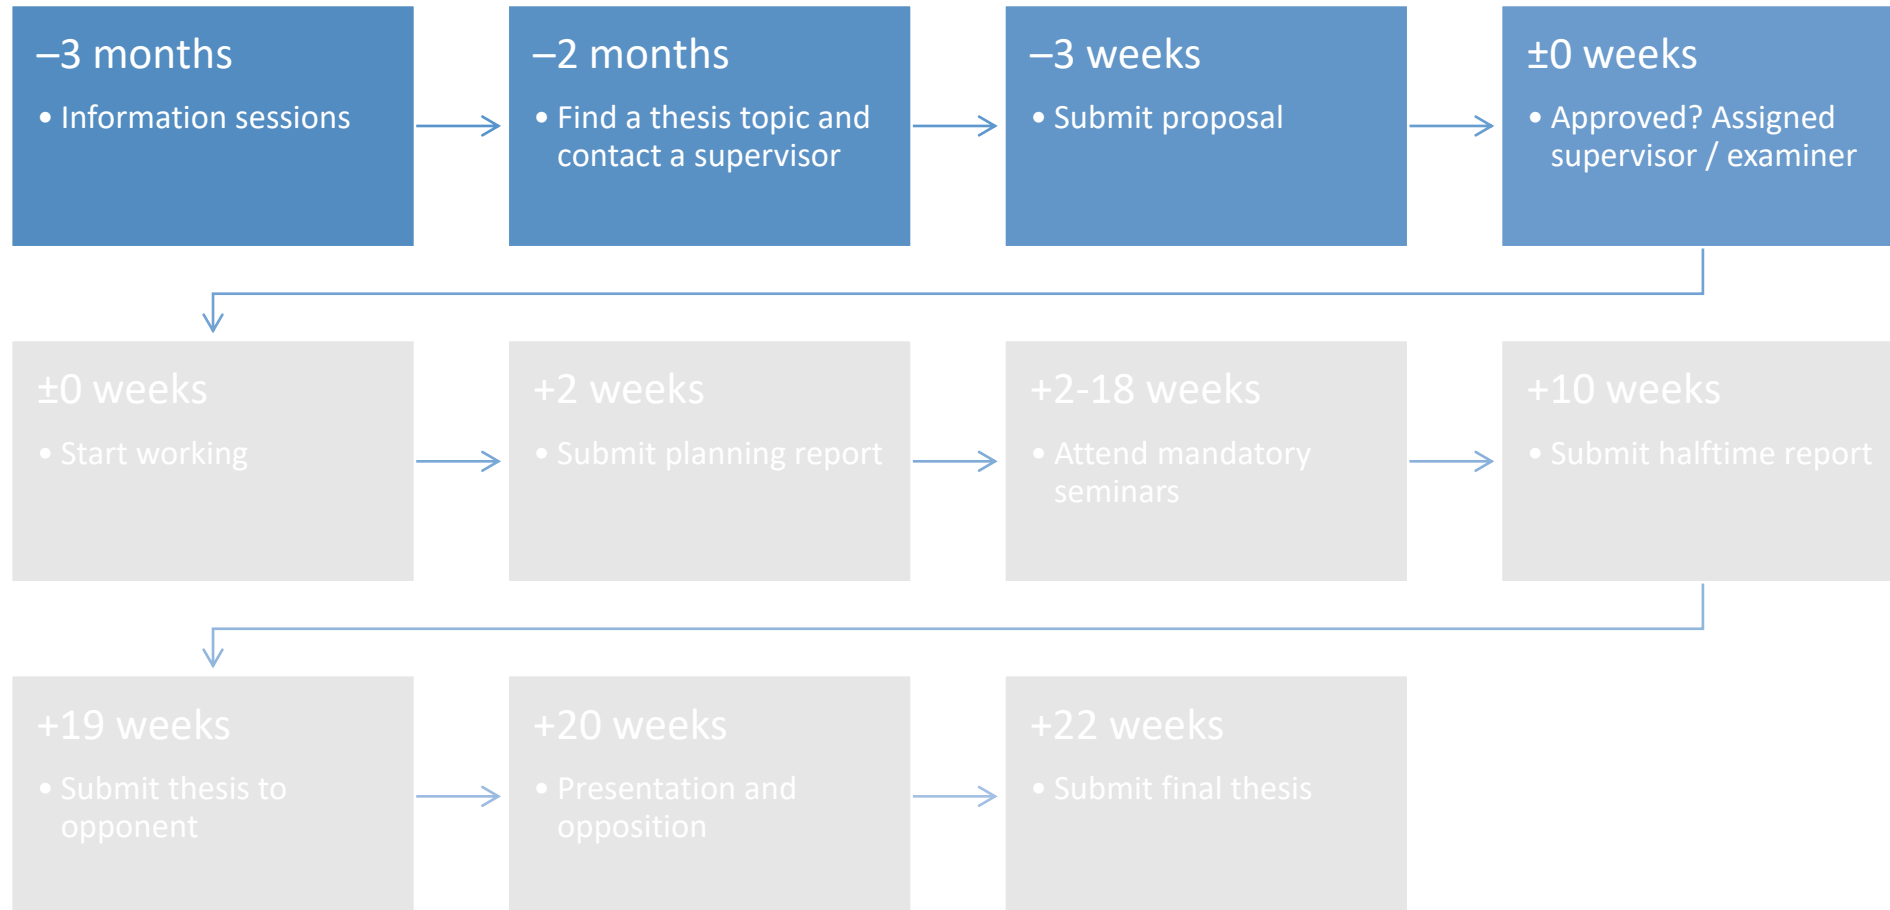 –3 months
• Information sessions
–2 months
• Find a thesis topic and
contact a supervisor
–3 weeks
• Submit proposal
±0 weeks
• Approved? Assigned
supervisor / examiner
±0 weeks
• Start working
+2 weeks
• Submit planning report
+2-18 weeks
• Attend mandatory
seminars
+10 weeks
• Submit halftime report
+19 weeks
• Submit thesis to
opponent
+20 weeks
• Presentation and
opposition
+22 weeks
• Submit final thesis